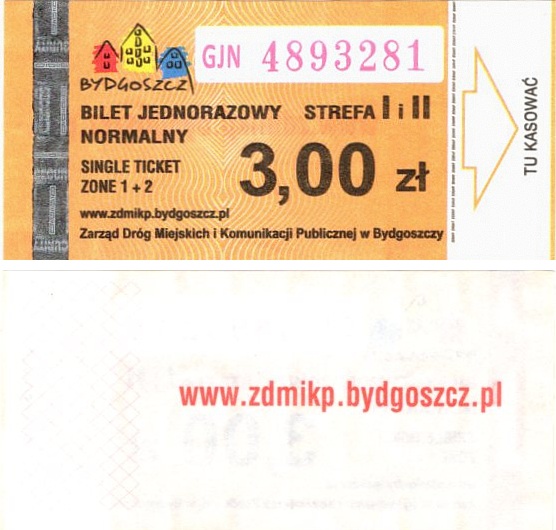 BYDGOSZCZ
GJN 4893281
BILET JEDNORAZOWY STREFA I i II
NORMALNY
SINGLE TICKET
ZONE 1 + 2
3,00 zł
www.zdmikp.bydgoszcz.pl
Zarząd Dróg Miejskich i Komunikacji Publicznej w Bydgoszczy
TU KASOWAĆ
www.zdmikp.bydgoszcz.pl